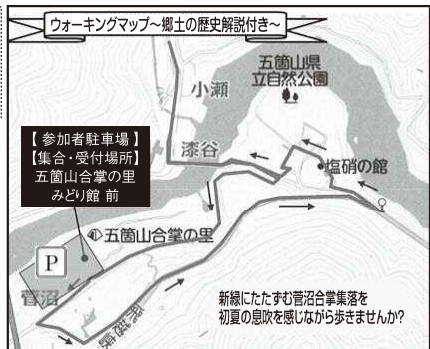 ウォーキングマップ~郷土の歴史解説付き~
小瀬
五箇山県
立自然公園
漆谷
【 参加者駐車場 】
【集合・受付場所】
五箇山合掌の里
みどり館 前
塩硝の館
五箇山合掌の里
P
菅沼
新緑にたたずむ菅沼合掌集落を
初夏の息吹を感じながら歩きませんか?